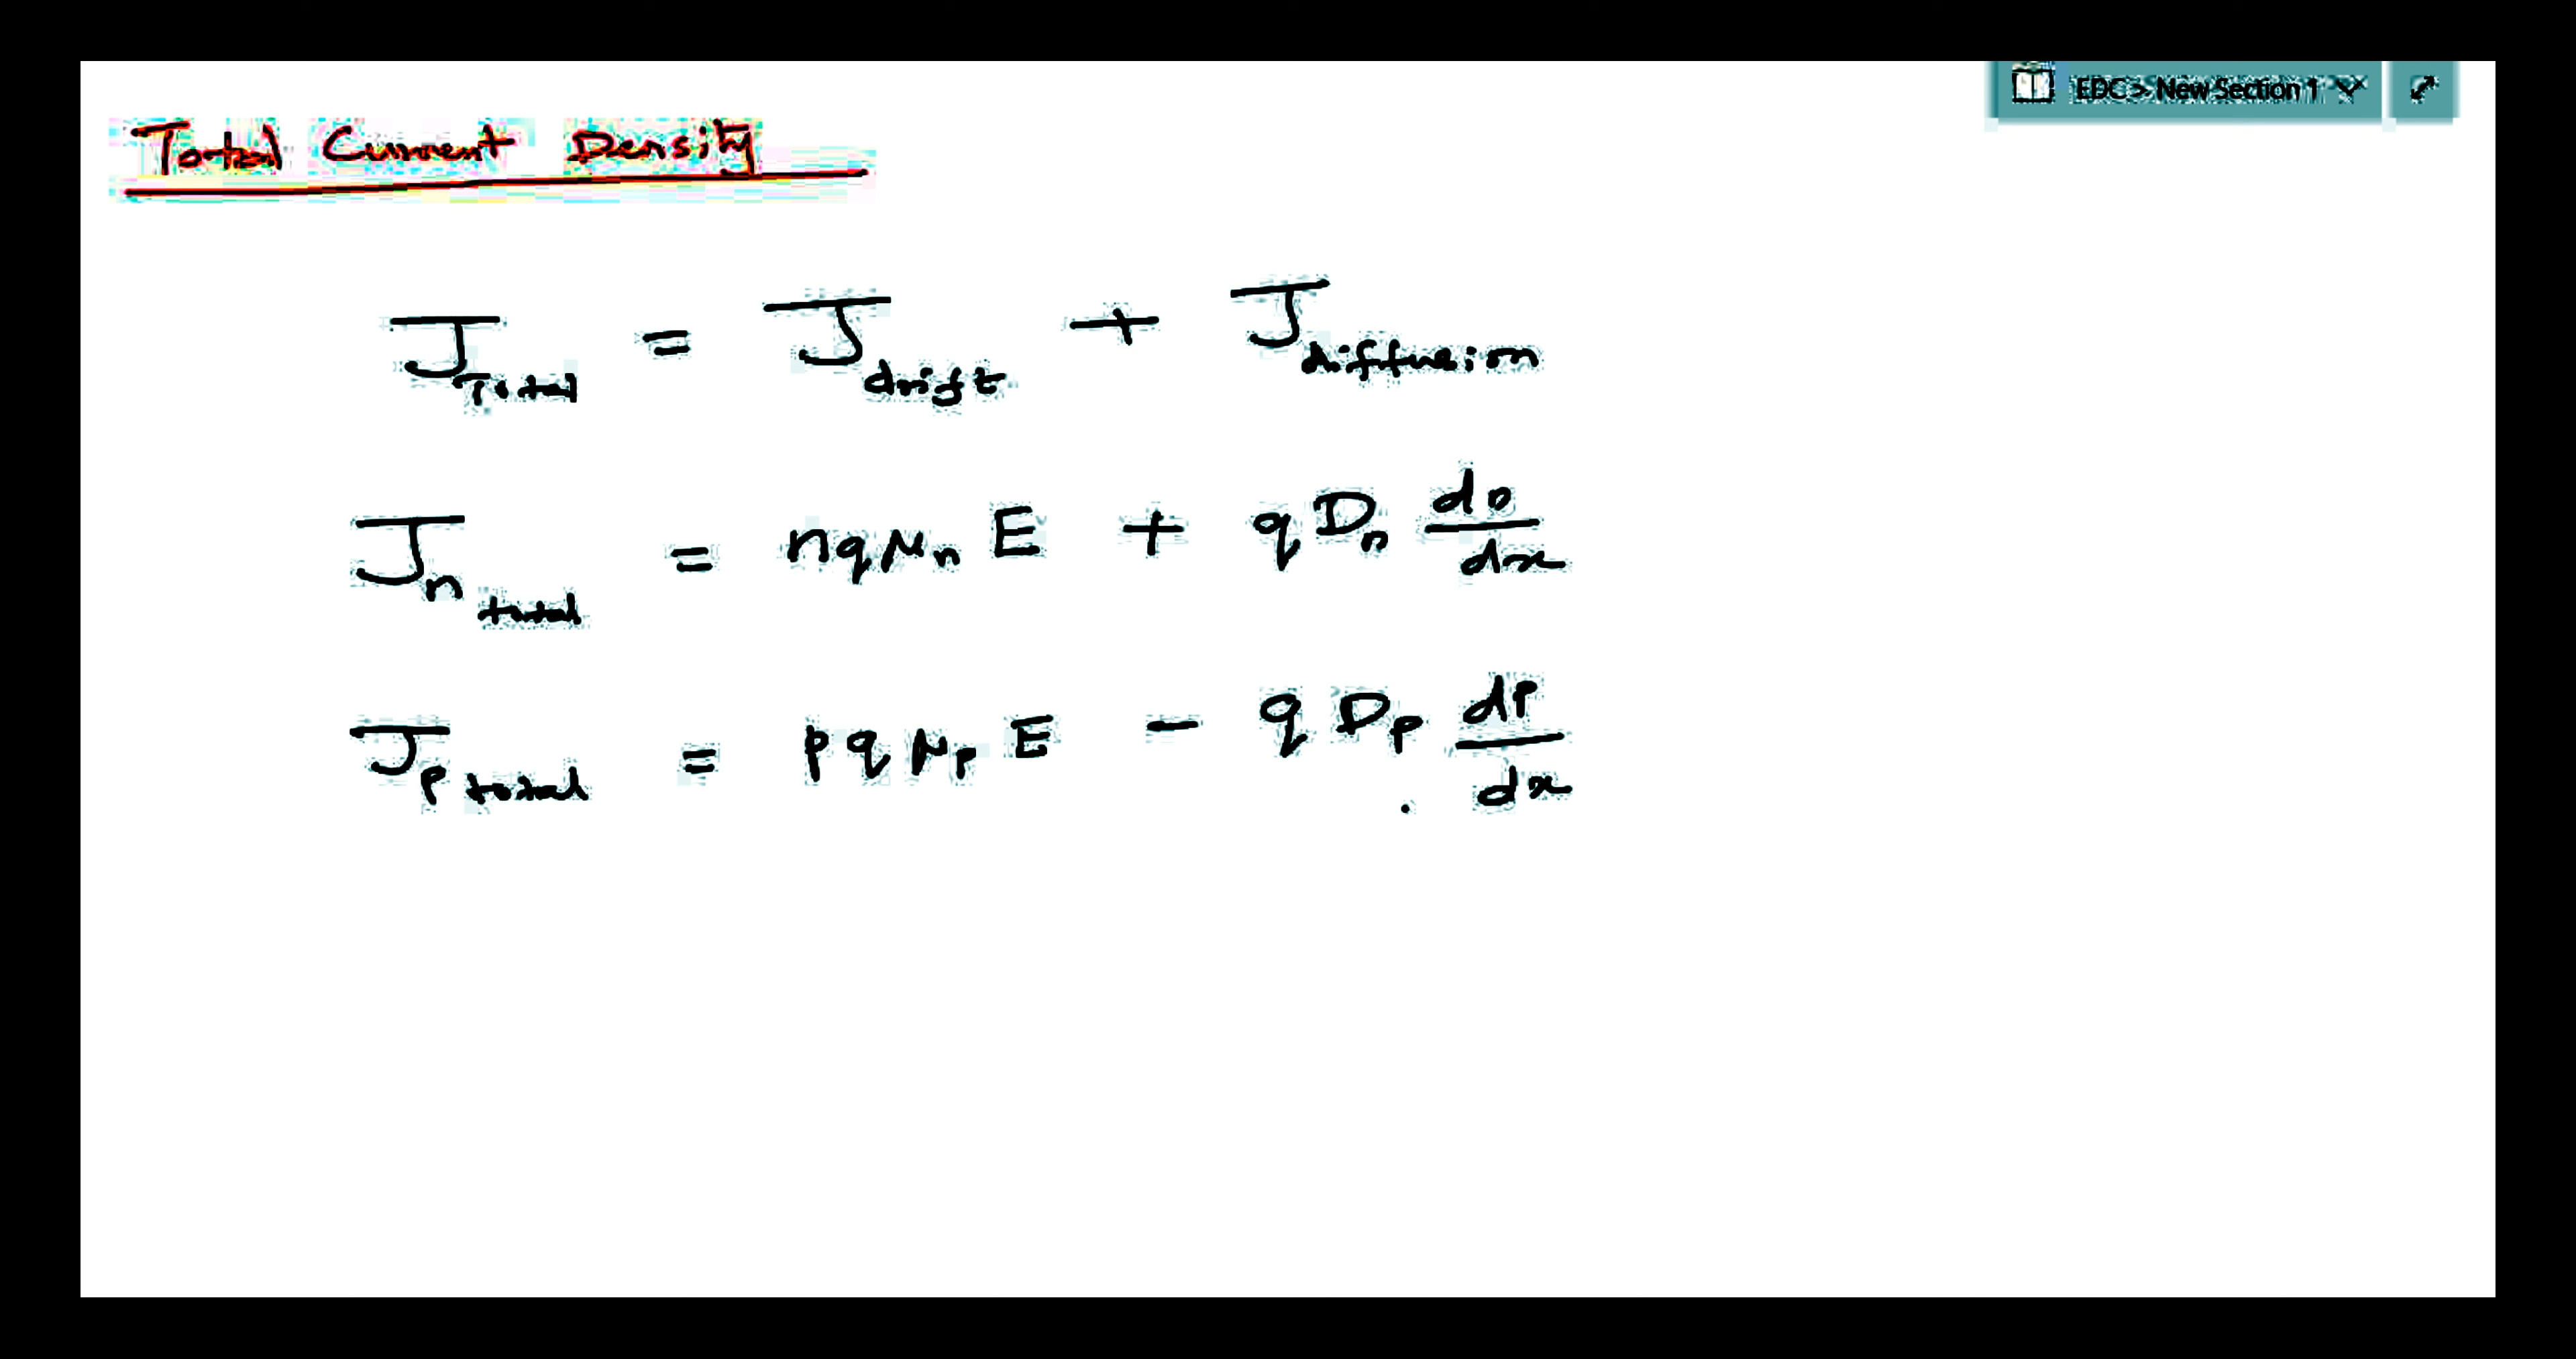 EDC > New Section 1
Total Current Density
J_Total = J_drift + J_diffusion
J_n total = nqμ_n E + qD_n dn/dx
J_p total = pqμ_p E - qD_p dp/dx